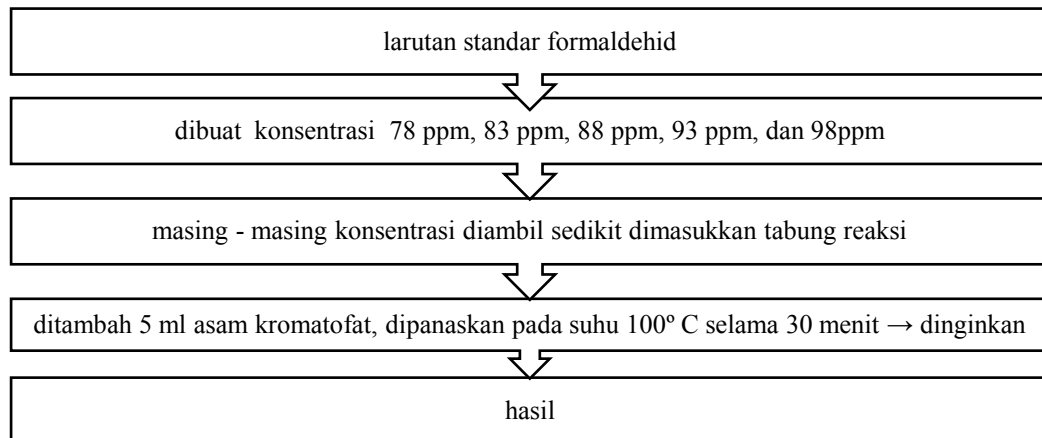 larutan standar formaldehid
dibuat konsentrasi 78 ppm, 83 ppm, 88 ppm, 93 ppm, dan 98ppm
masing - masing konsentrasi diambil sedikit dimasukkan tabung reaksi
ditambah 5 ml asam kromatofat, dipanaskan pada suhu 100º C selama 30 menit → dinginkan
hasil